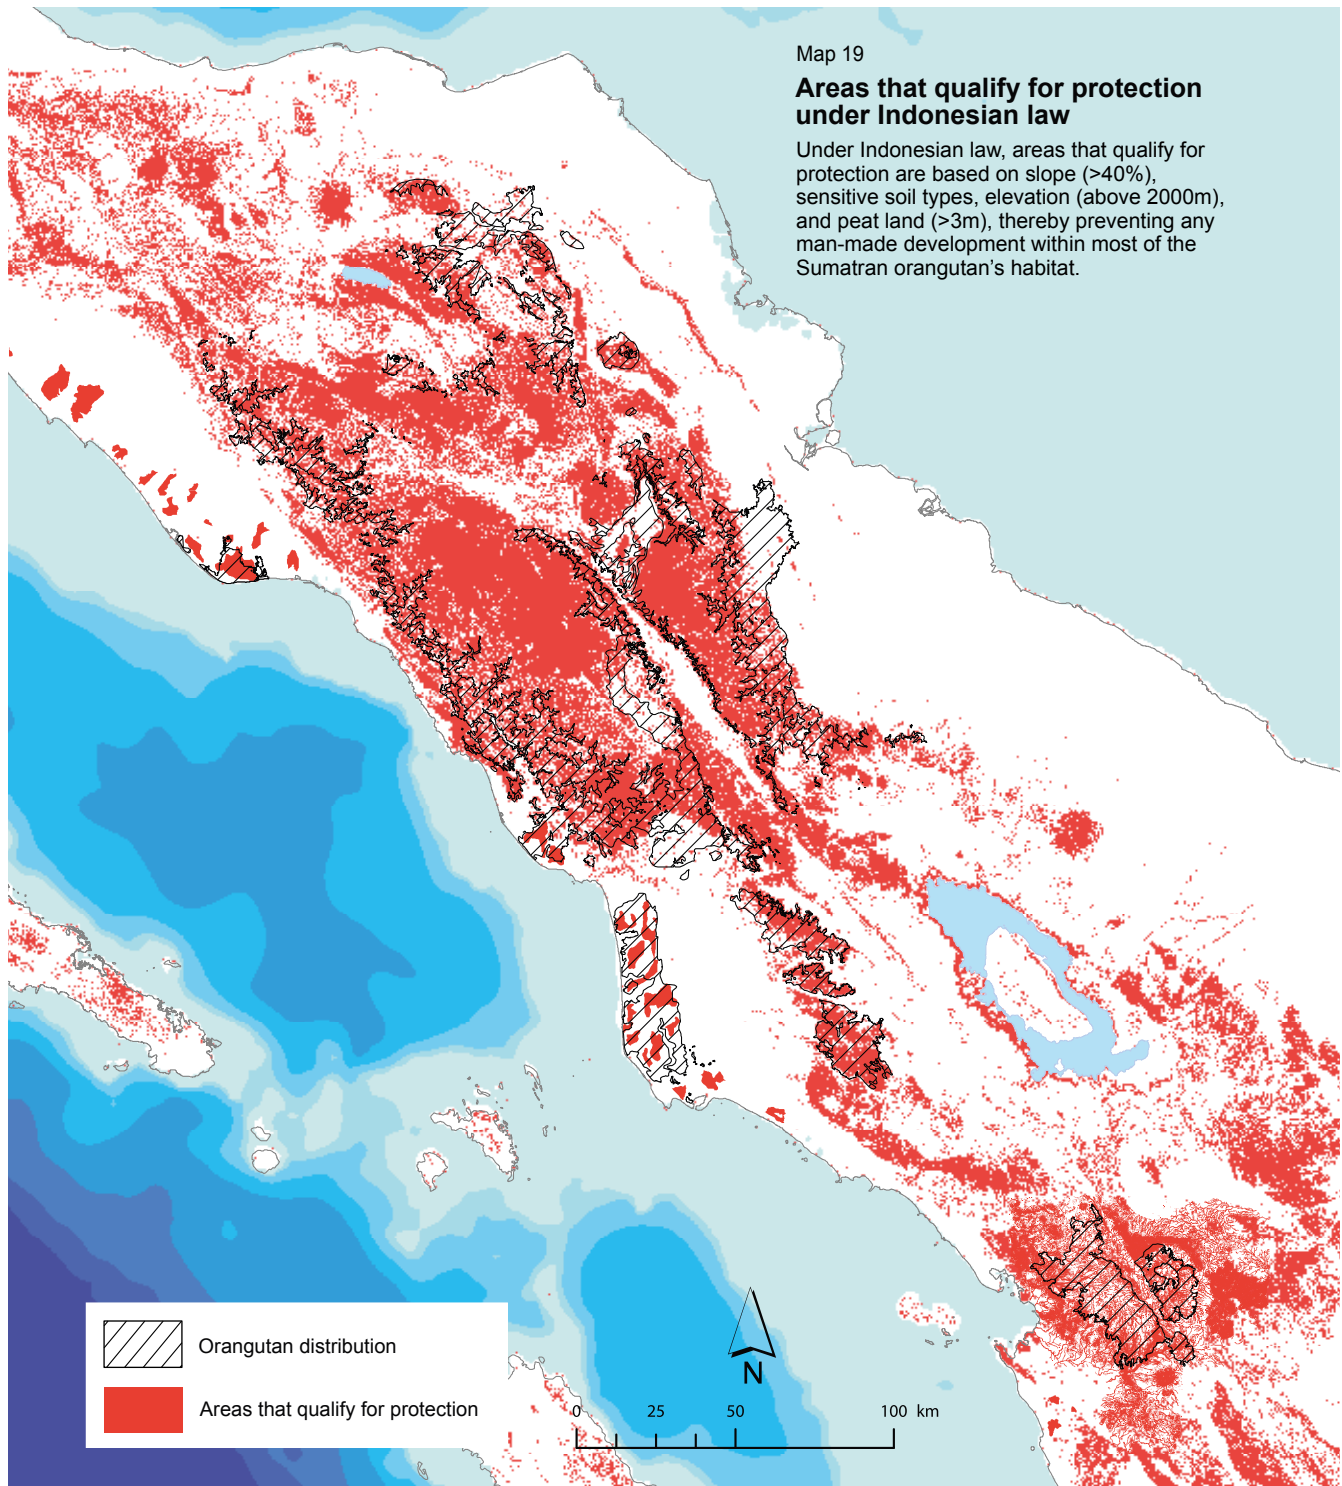 Map 19
Areas that qualify for protection
under Indonesian law
Under Indonesian law, areas that qualify for
protection are based on slope (>40%),
sensitive soil types, elevation (above 2000m),
and peat land (>3m), thereby preventing any
man-made development within most of the
Sumatran orangutan's habitat.
Orangutan distribution
Areas that qualify for protection
N
0 25 50 100 km